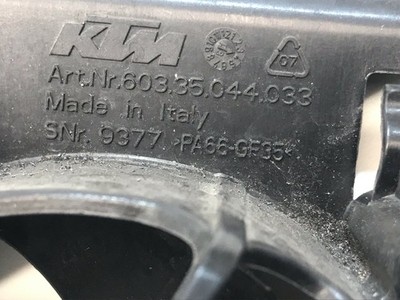 KTM
07
Art.Nr.603.35.044.033
Made in Italy
SNr. 9377 >PA66-GF35<